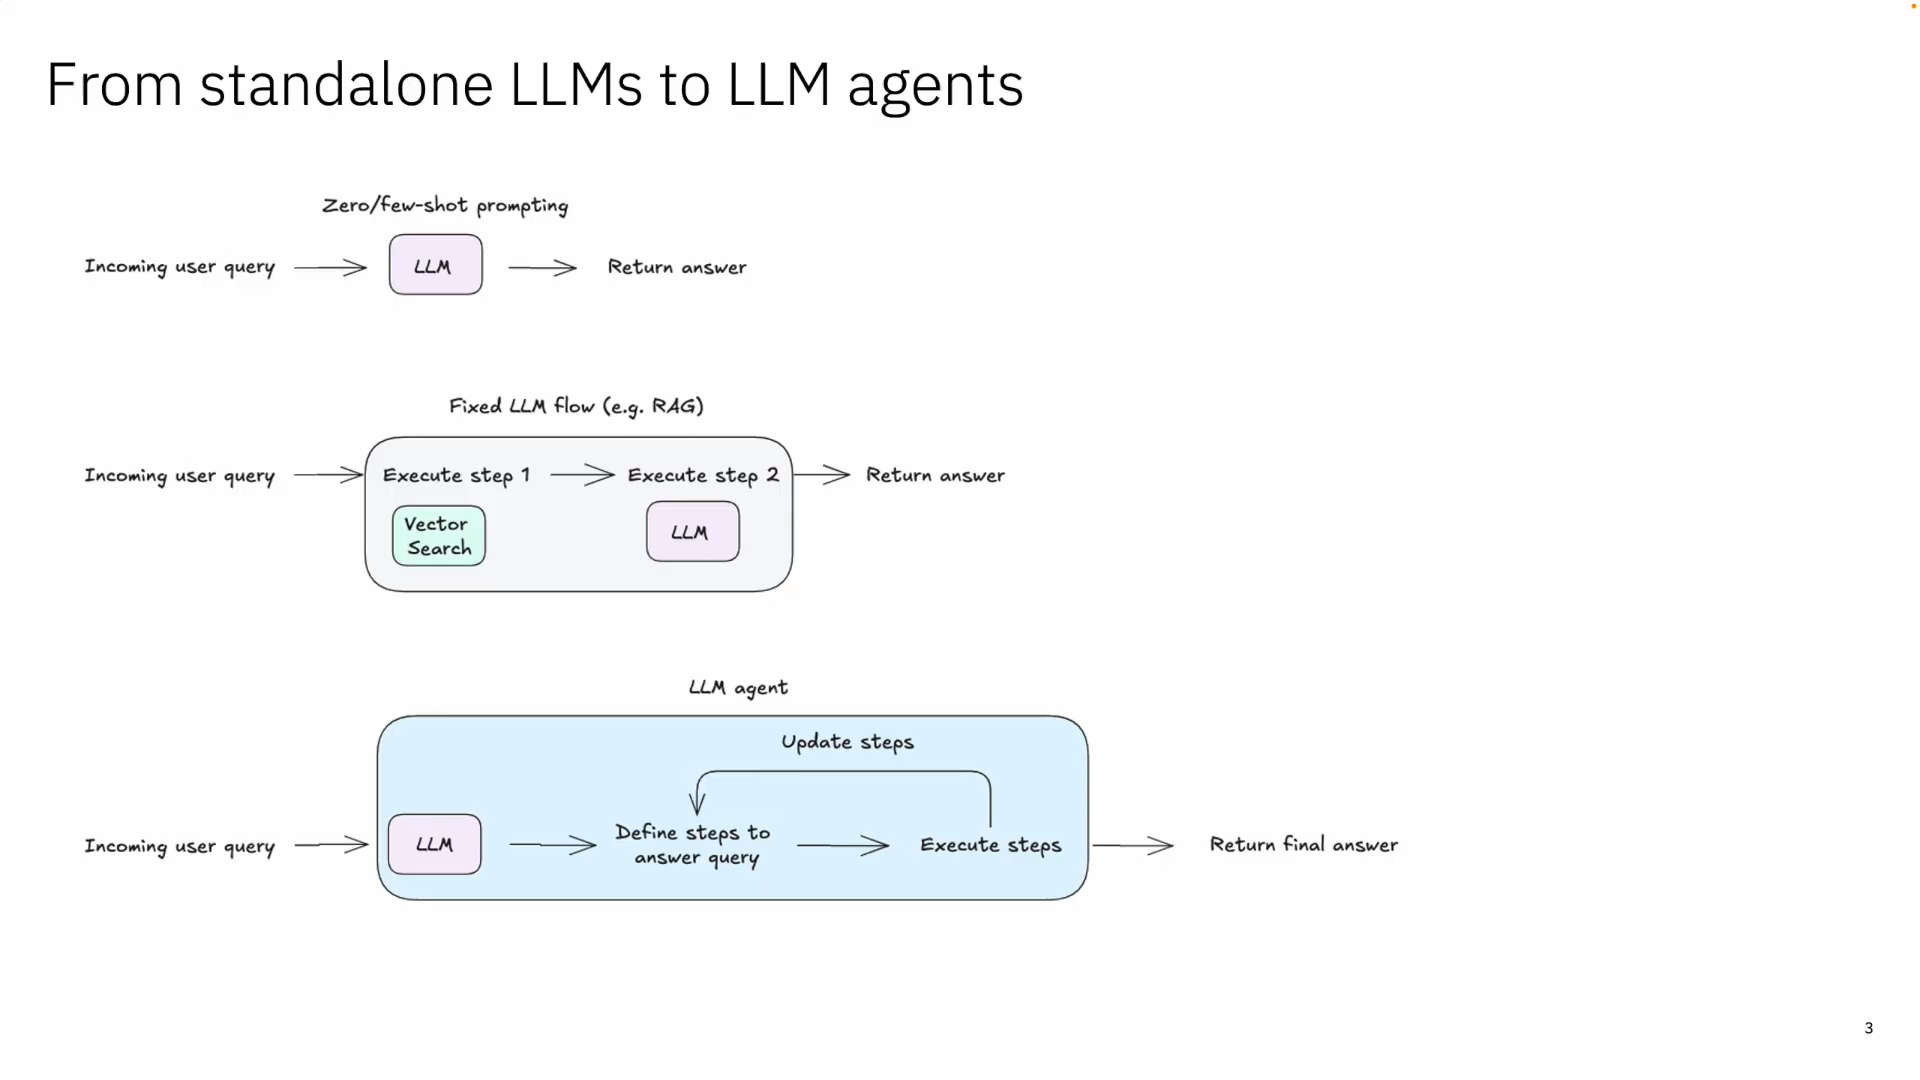 From standalone LLMs to LLM agents
Zero/few-shot prompting
Incoming user query
LLM
Return answer
Fixed LLM flow (e.g. RAG)
Incoming user query
Execute step 1
Execute step 2
Return answer
Vector
Search
LLM
LLM agent
Update steps
Incoming user query
LLM
Define steps to
answer query
Execute steps
Return final answer
3